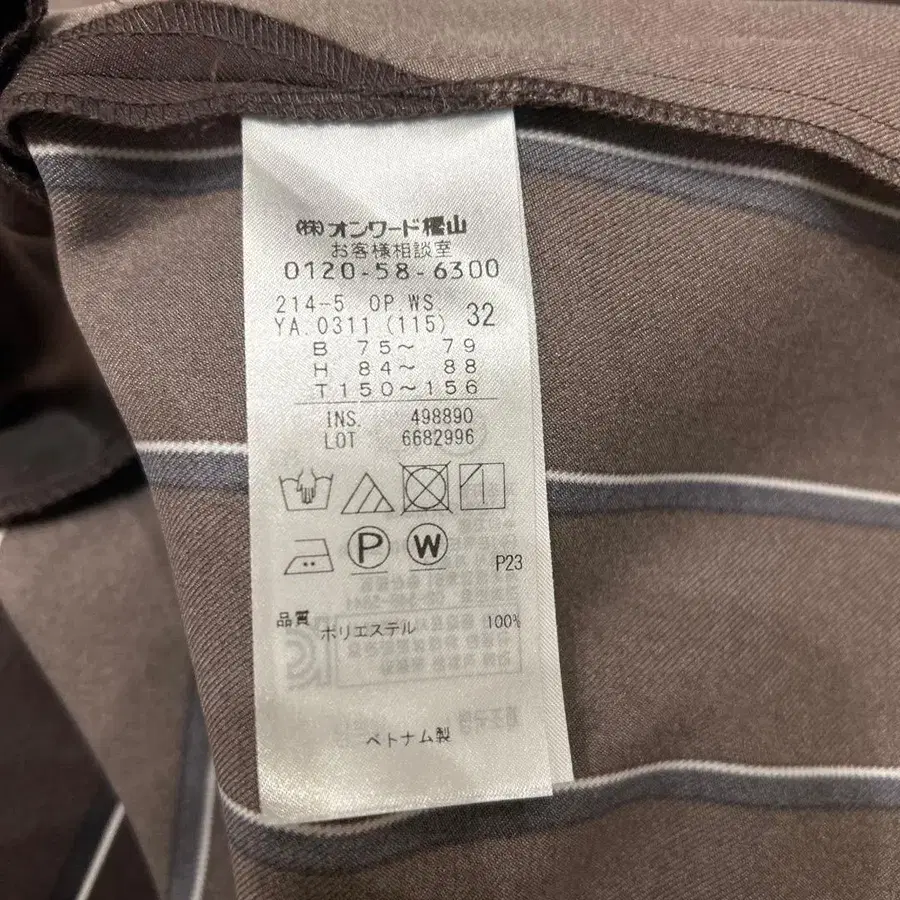 ㈱オンワード樫山
お客様相談室
0120-58-6300
214-5 OP WS.
YA.0311 (115) 32
B 75～ 79
H 84～ 88
T150～156
INS. 498890
LOT 6682996
P W
P23
品質 ポリエステル 100%
ベトナム製